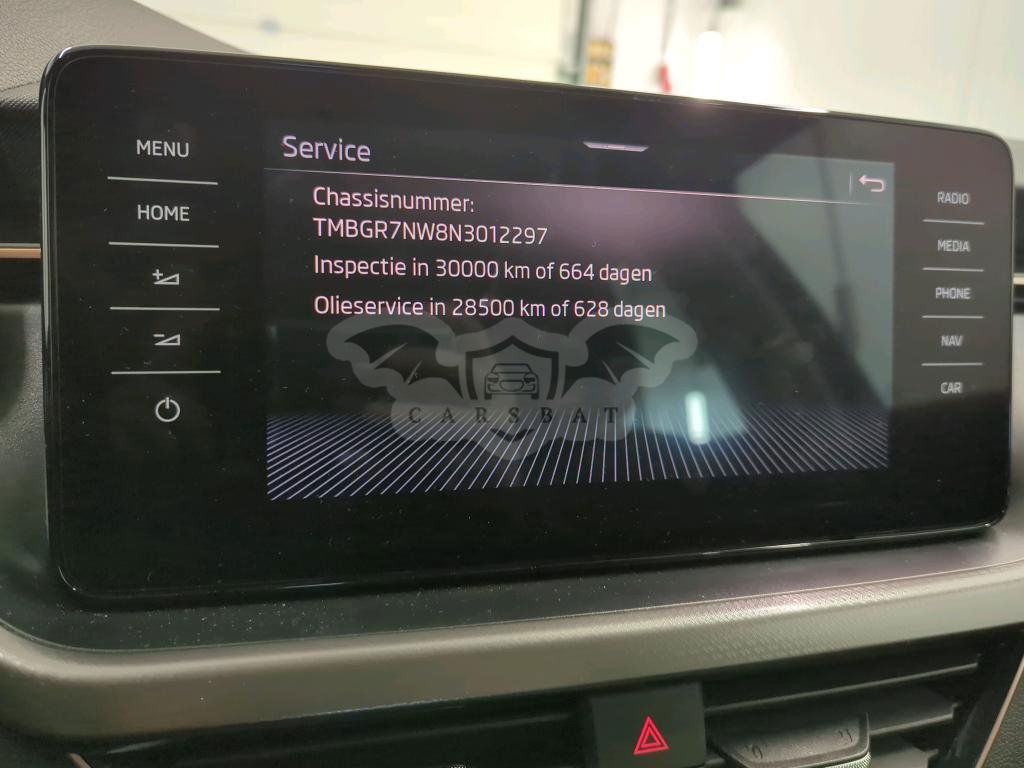 MENU
HOME
Service
Chassisnummer:
TMBGR7NW8N3012297
Inspectie in 30000 km of 664 dagen
Olieservice in 28500 km of 628 dagen
CARSBAT
RADIO
MEDIA
PHONE
NAV
CAR